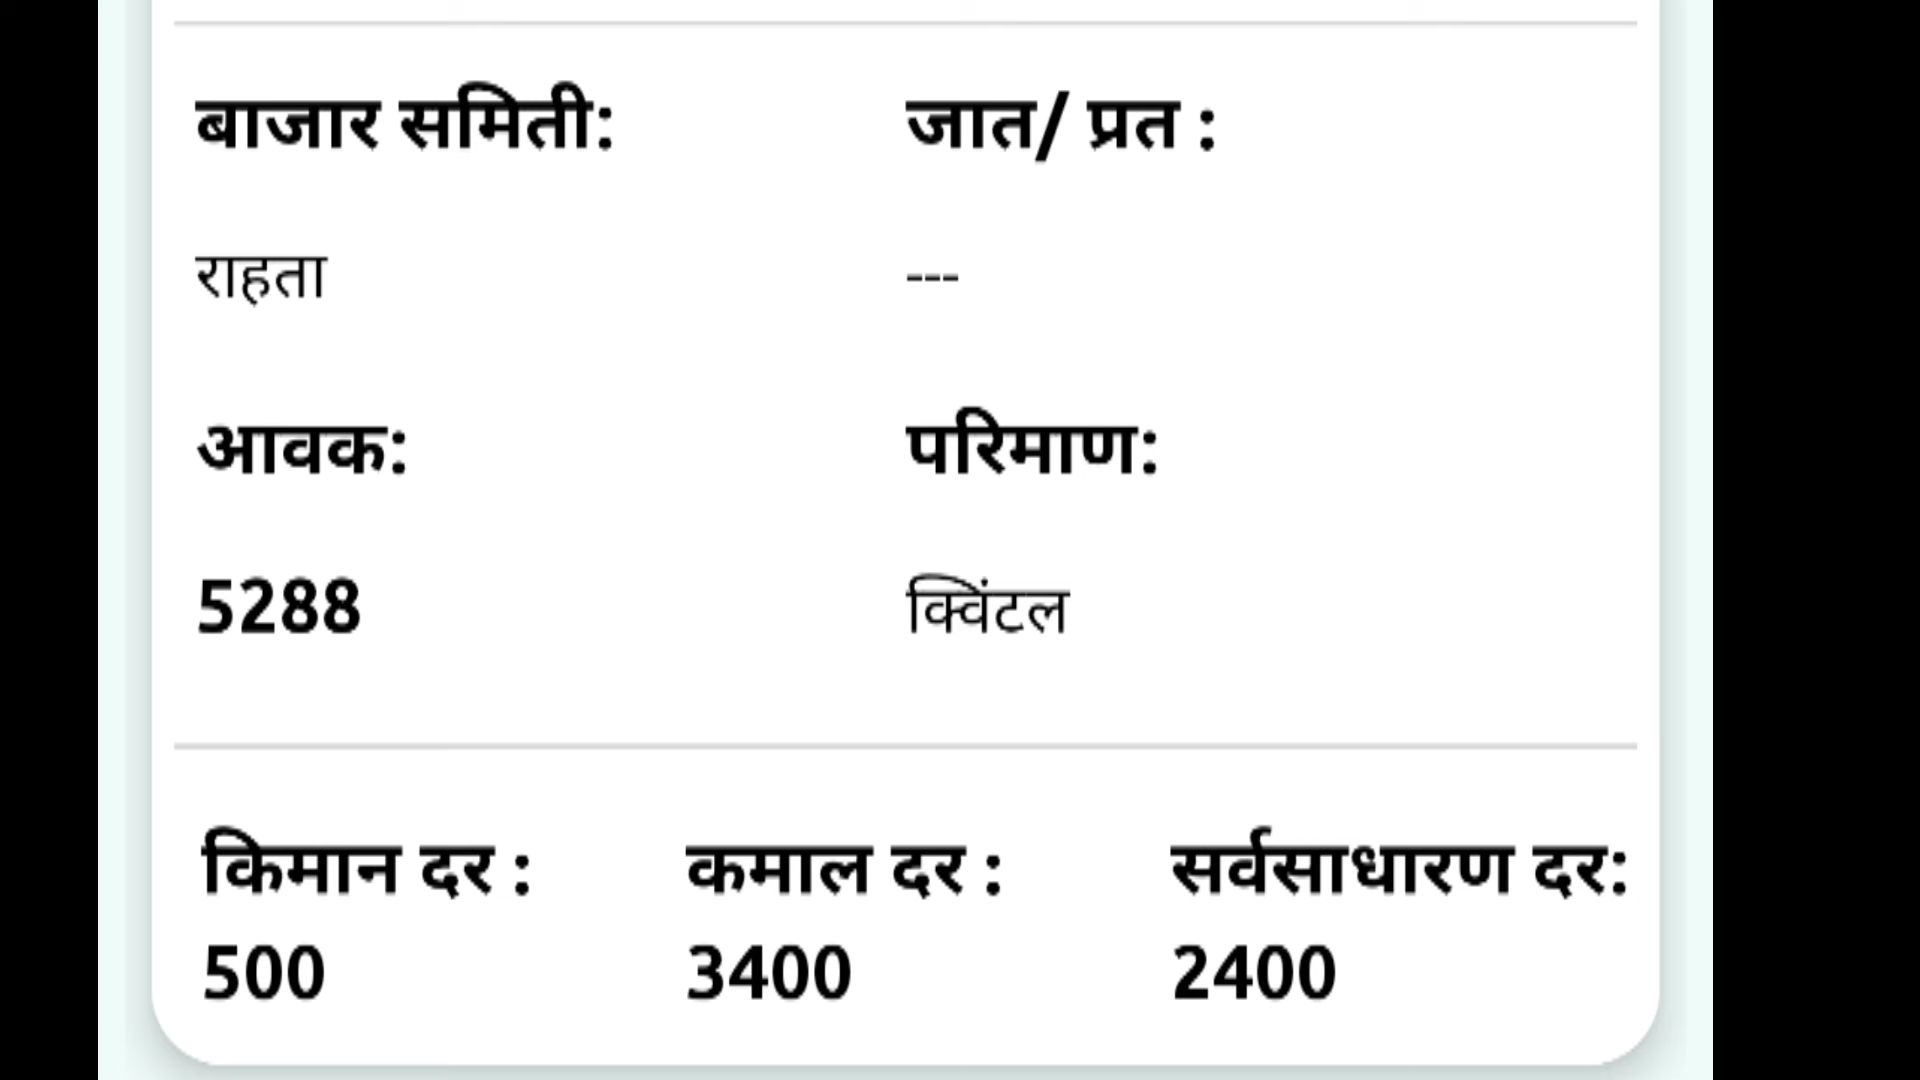 बाजार समिती: जात/ प्रत :
राहता ---
आवक: परिमाण:
5288 क्विंटल
किमान दर : कमाल दर : सर्वसाधारण दर:
500 3400 2400